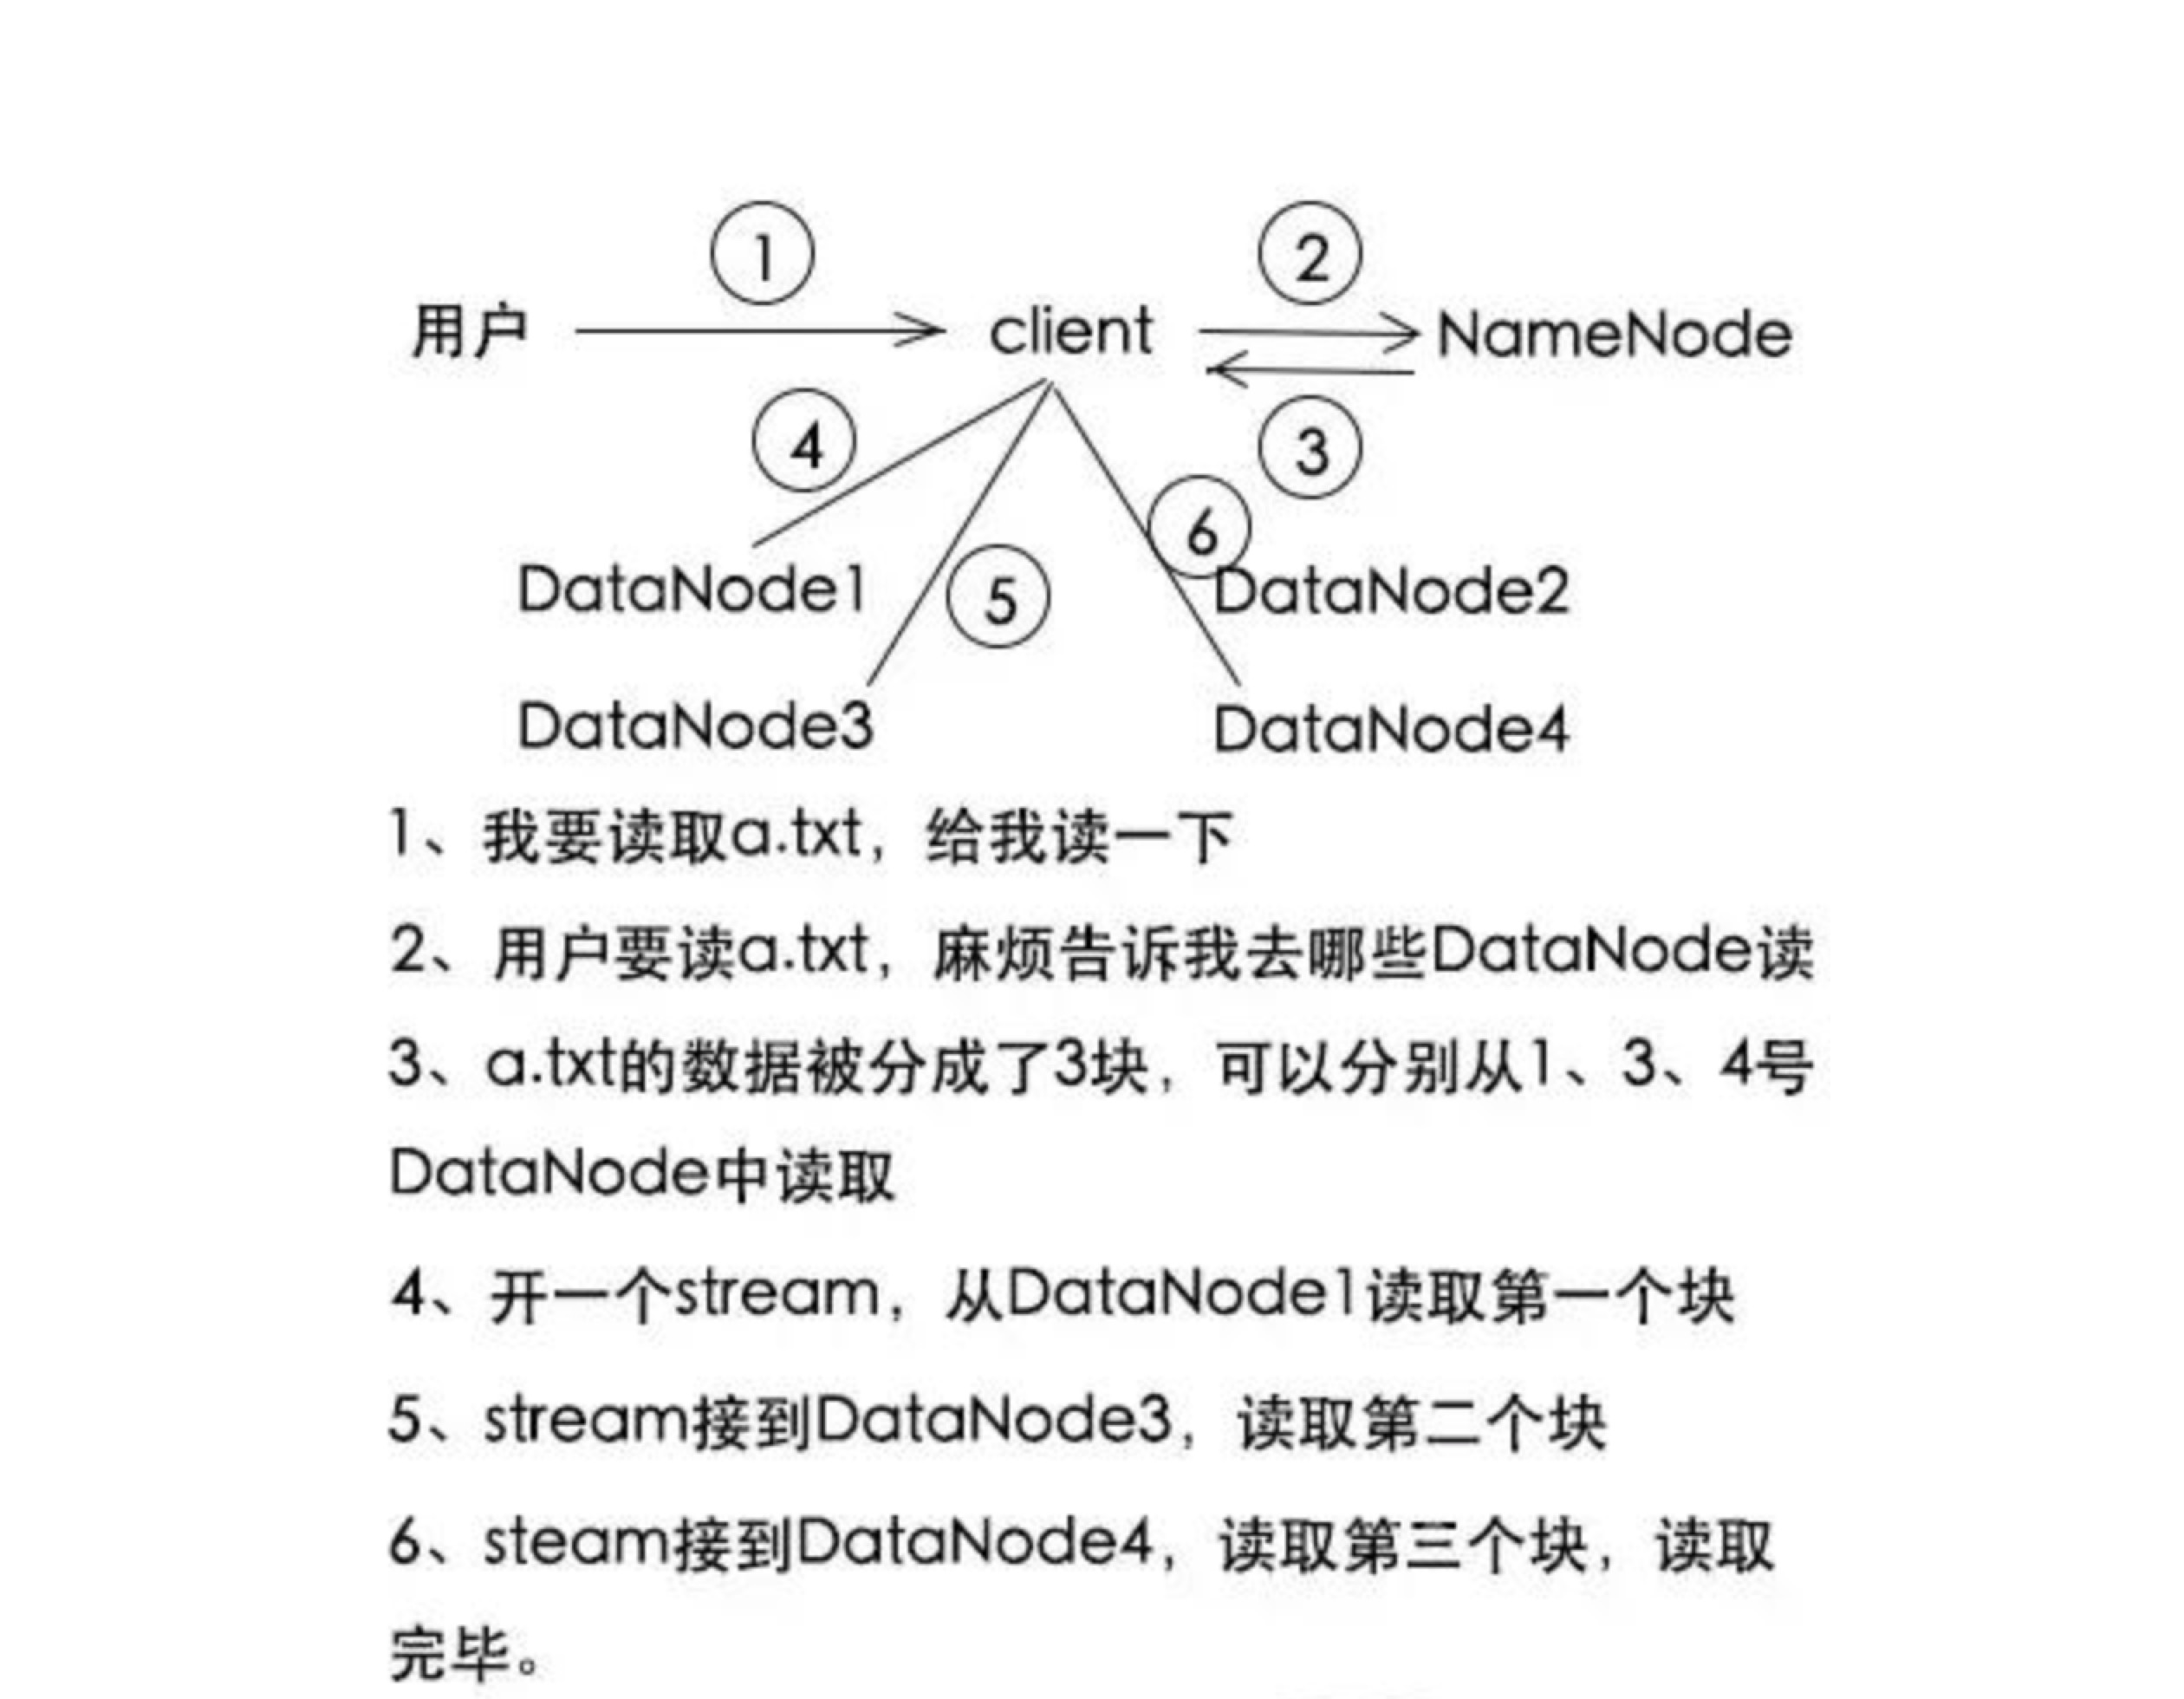 ① ②
用户 client NameNode
④ ③
⑥
DataNode1 ⑤ DataNode2
DataNode3 DataNode4
1、我要读取a.txt，给我读一下
2、用户要读a.txt，麻烦告诉我去哪些DataNode读
3、a.txt的数据被分成了3块，可以分别从1、3、4号
DataNode中读取
4、开一个stream，从DataNode1读取第一个块
5、stream接到DataNode3，读取第二个块
6、steam接到DataNode4，读取第三个块，读取
完毕。